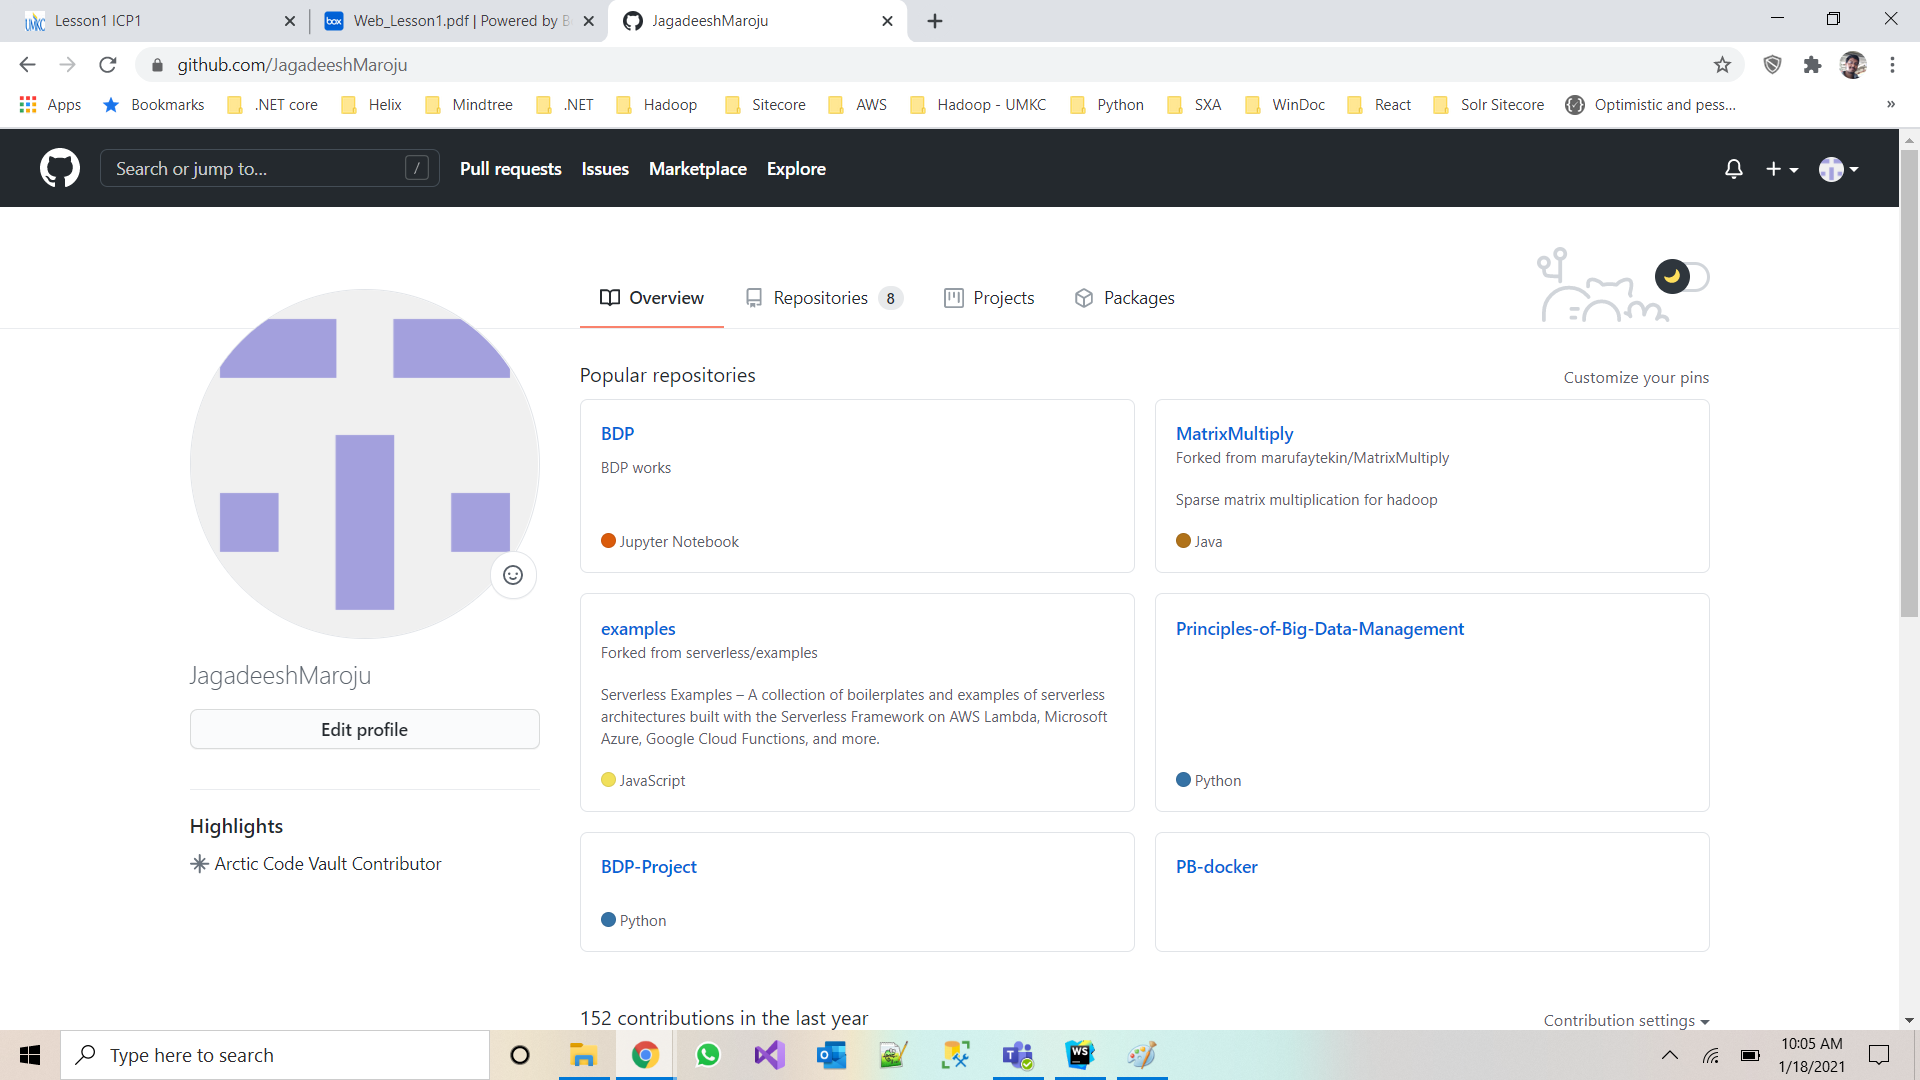 Lesson1 ICP1
Web_Lesson1.pdf | Powered by B
JagadeeshMaroju
github.com/JagadeeshMaroju
Apps
Bookmarks
.NET core
Helix
Mindtree
.NET
Hadoop
Sitecore
AWS
Hadoop - UMKC
Python
SXA
WinDoc
React
Solr Sitecore
Optimistic and pess...
»
Search or jump to...
/
Pull requests
Issues
Marketplace
Explore
Overview
Repositories 8
Projects
Packages
Popular repositories
Customize your pins
BDP
BDP works
Jupyter Notebook
MatrixMultiply
Forked from marufaytekin/MatrixMultiply
Sparse matrix multiplication for hadoop
Java
examples
Forked from serverless/examples
Serverless Examples – A collection of boilerplates and examples of serverless
architectures built with the Serverless Framework on AWS Lambda, Microsoft
Azure, Google Cloud Functions, and more.
JavaScript
Principles-of-Big-Data-Management
Python
JagadeeshMaroju
Edit profile
Highlights
Arctic Code Vault Contributor
BDP-Project
Python
PB-docker
152 contributions in the last year
Contribution settings
Type here to search
WS
10:05 AM
1/18/2021